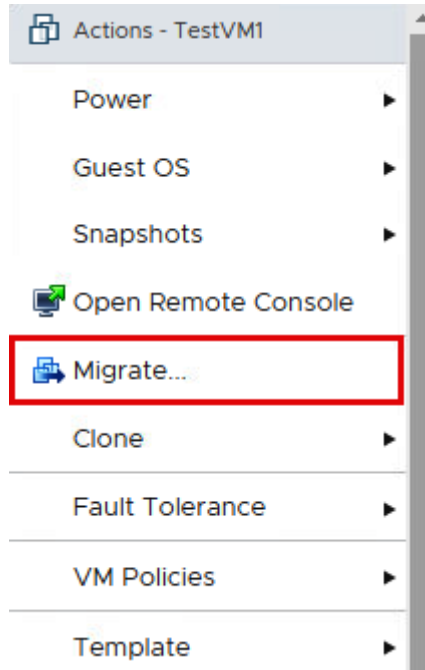 Actions - TestVM1
Power
Guest OS
Snapshots
Open Remote Console
Migrate...
Clone
Fault Tolerance
VM Policies
Template